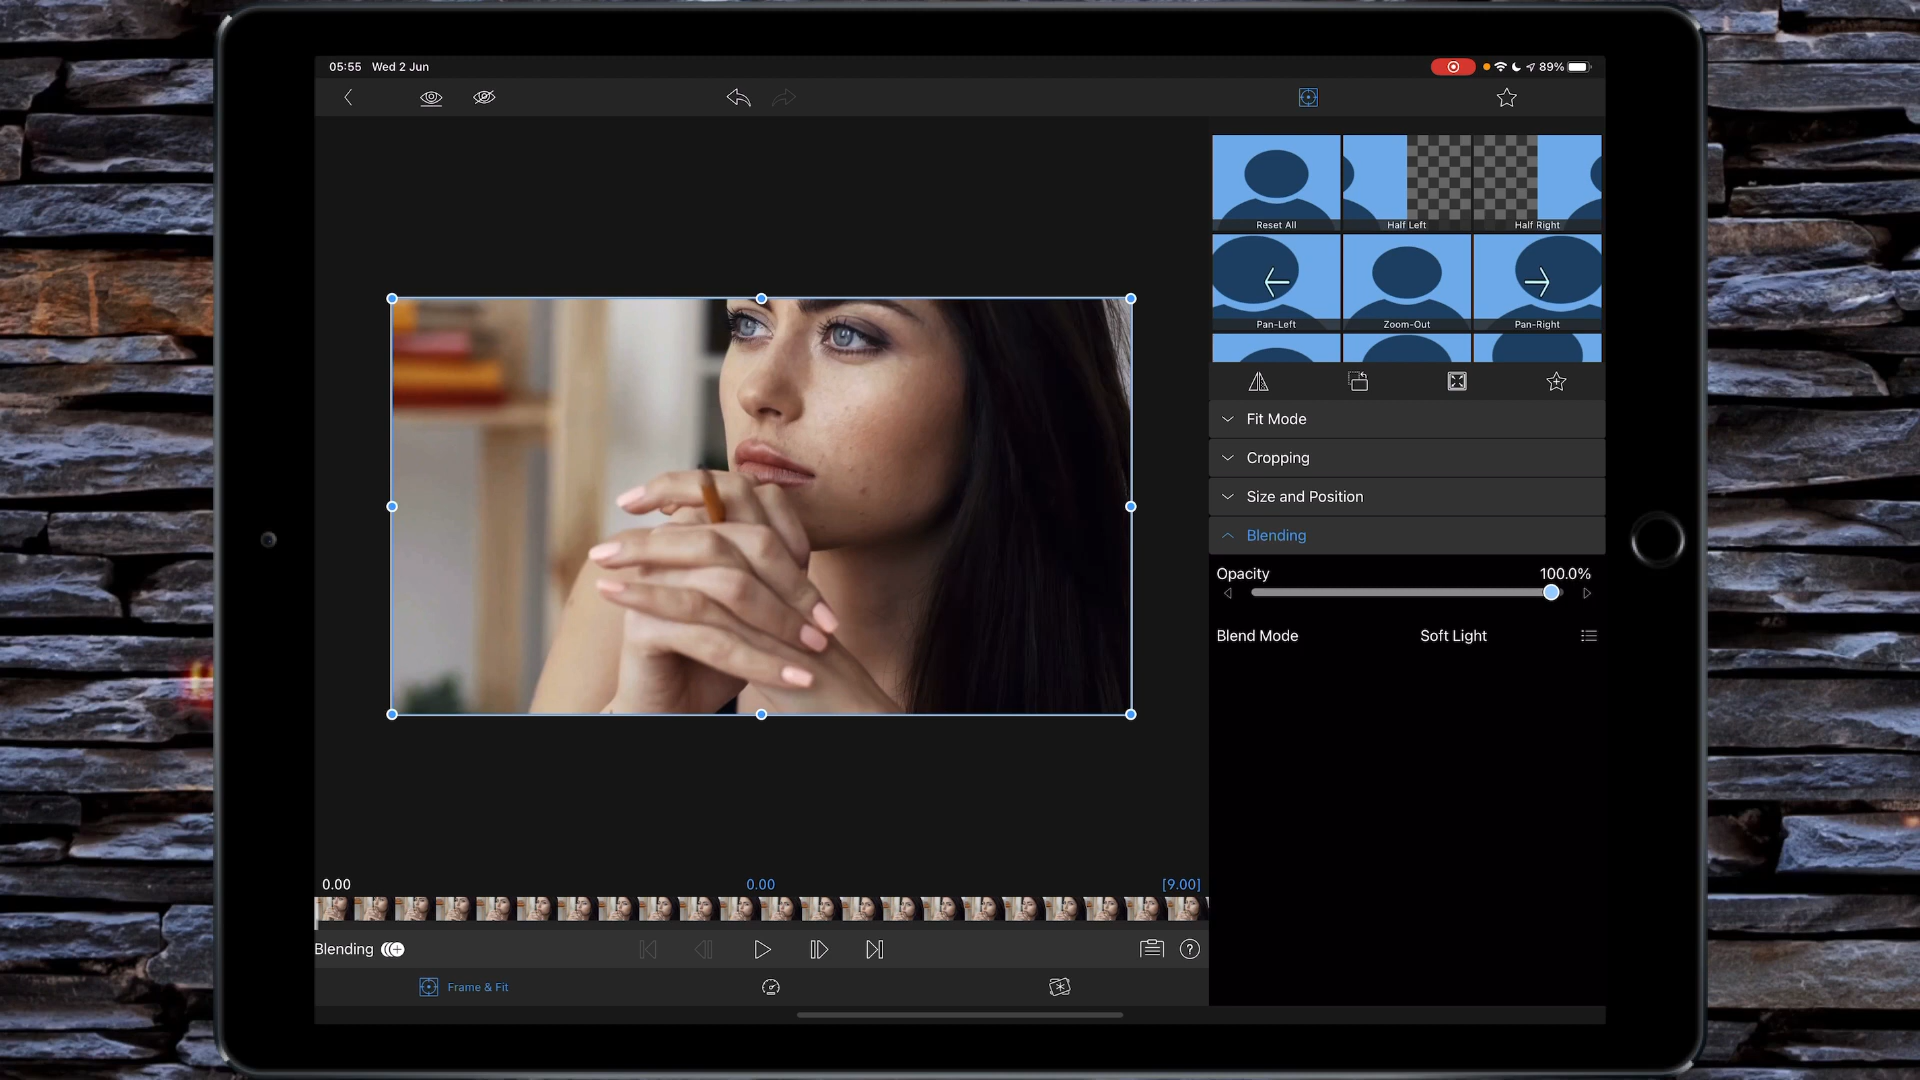 05:55 Wed 2 Jun
89%
Reset All
Half Left
Half Right
Pan-Left
Zoom-Out
Pan-Right
Fit Mode
Cropping
Size and Position
Blending
Opacity
100.0%
Blend Mode
Soft Light
0.00
0.00
[9.00]
Blending
?
Frame & Fit